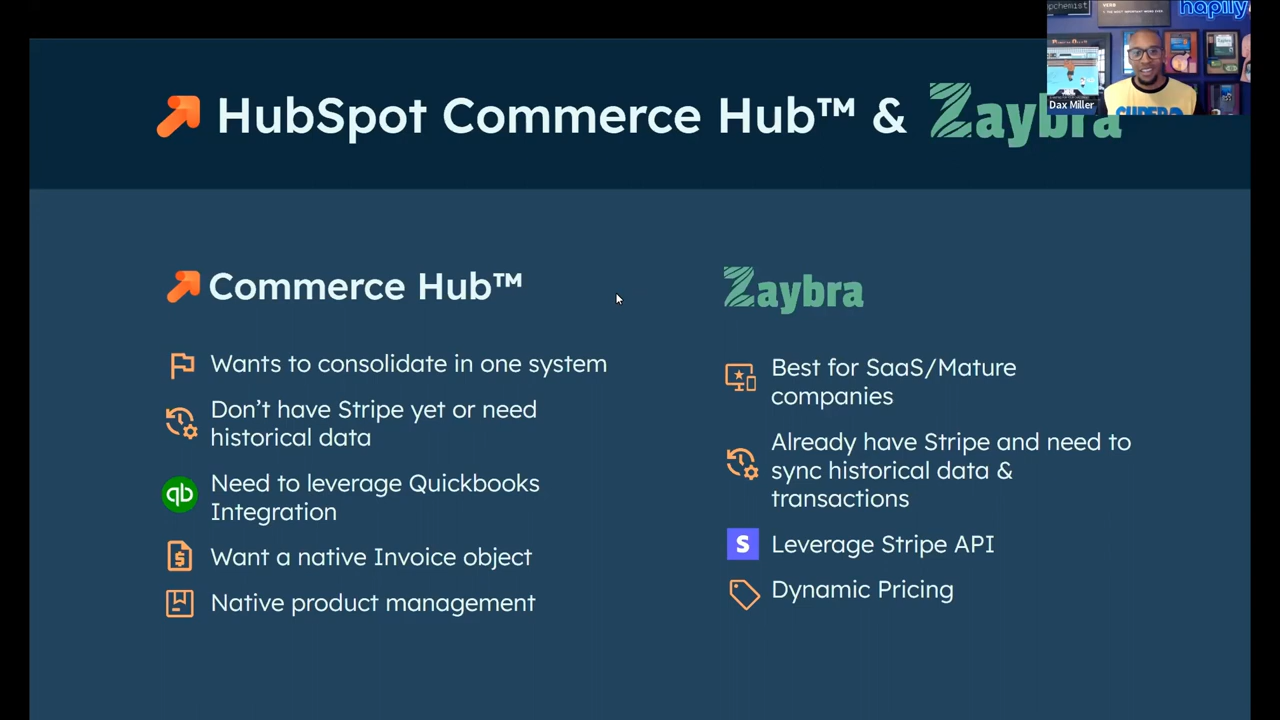 hapily
Dax Miller
HubSpot Commerce Hub™ & Zaybra
Commerce Hub™
Wants to consolidate in one system
Don’t have Stripe yet or need
historical data
qb
Need to leverage Quickbooks
Integration
Want a native Invoice object
Native product management
Zaybra
Best for SaaS/Mature
companies
Already have Stripe and need to
sync historical data &
transactions
S
Leverage Stripe API
Dynamic Pricing